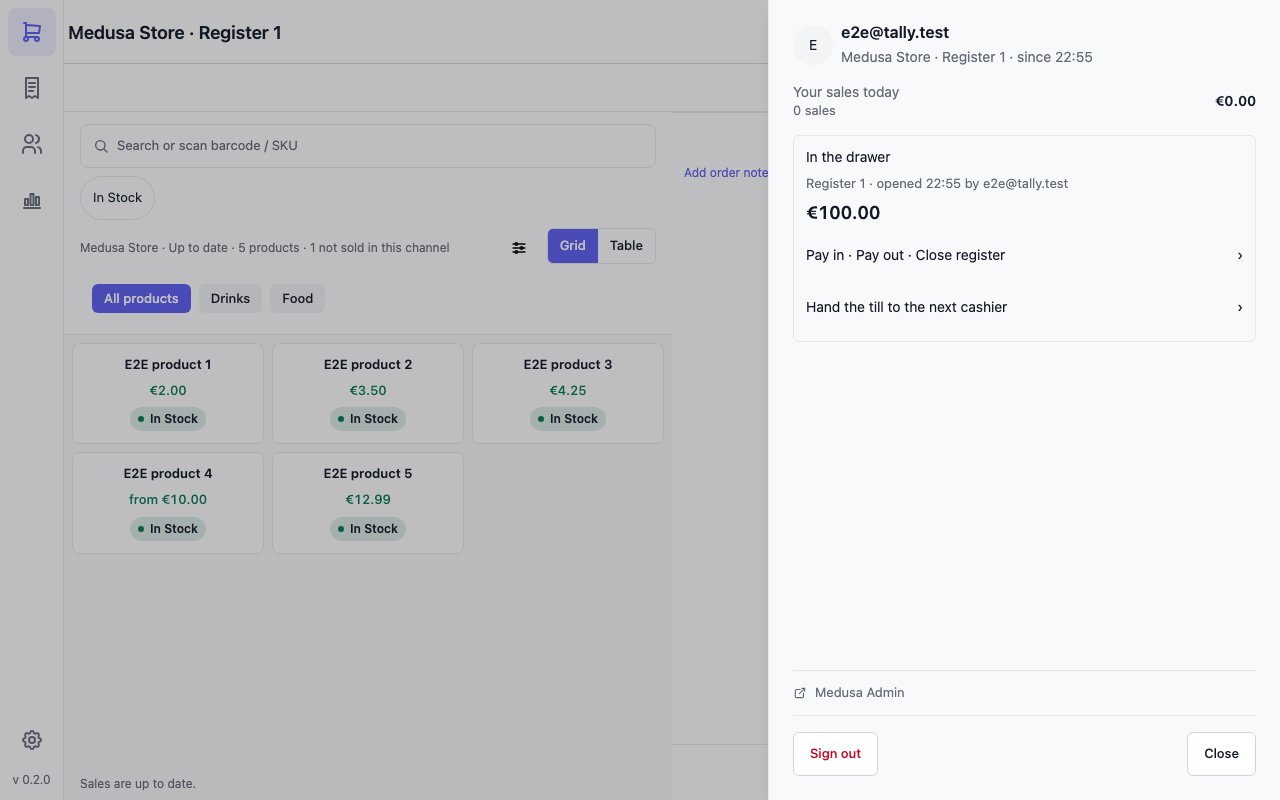 Medusa Store · Register 1
Search or scan barcode / SKU
In Stock
Medusa Store · Up to date · 5 products · 1 not sold in this channel
Grid
Table
All products
Drinks
Food
E2E product 1
€2.00
In Stock
E2E product 2
€3.50
In Stock
E2E product 3
€4.25
In Stock
E2E product 4
from €10.00
In Stock
E2E product 5
€12.99
In Stock
Add order note
Sales are up to date.
v 0.2.0
E
e2e@tally.test
Medusa Store · Register 1 · since 22:55
Your sales today
0 sales
€0.00
In the drawer
Register 1 · opened 22:55 by e2e@tally.test
€100.00
Pay in · Pay out · Close register ›
Hand the till to the next cashier ›
Medusa Admin
Sign out
Close